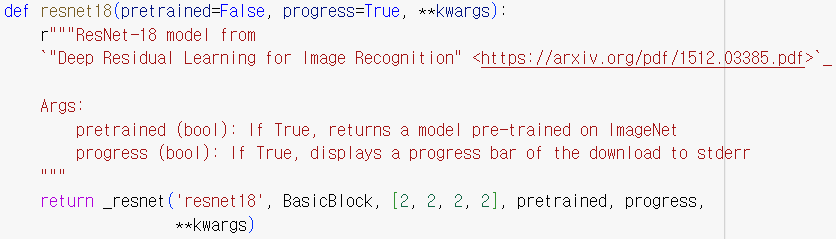 def resnet18(pretrained=False, progress=True, **kwargs):
    r"""ResNet-18 model from
    `"Deep Residual Learning for Image Recognition" <https://arxiv.org/pdf/1512.03385.pdf>`_

    Args:
        pretrained (bool): If True, returns a model pre-trained on ImageNet
        progress (bool): If True, displays a progress bar of the download to stderr
    """
    return _resnet('resnet18', BasicBlock, [2, 2, 2, 2], pretrained, progress,
                   **kwargs)